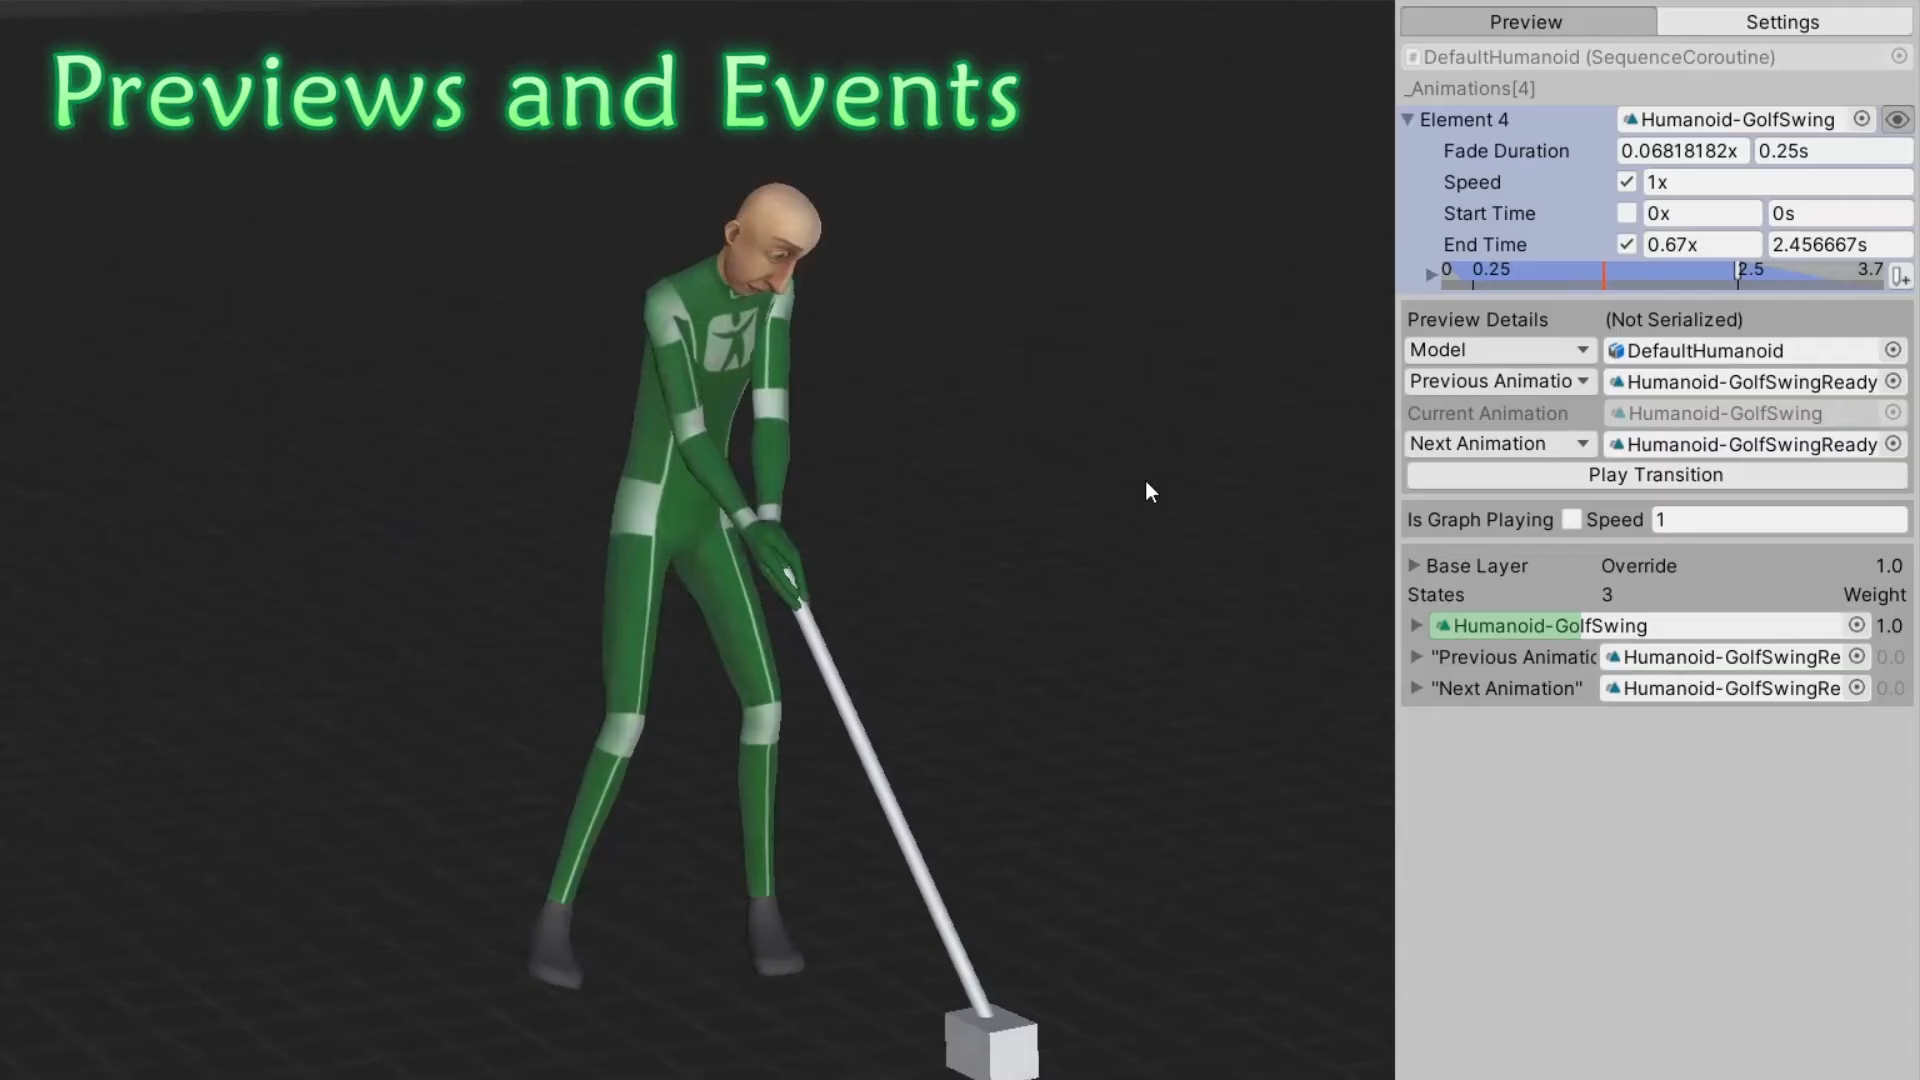 Previews and Events
Preview Settings
DefaultHumanoid (SequenceCoroutine)
_Animations[4]
Element 4 Humanoid-GolfSwing
Fade Duration 0.06818182x 0.25s
Speed 1x
Start Time 0x 0s
End Time 0.67x 2.456667s
0 0.25 2.5 3.7
Preview Details (Not Serialized)
Model DefaultHumanoid
Previous Animatio Humanoid-GolfSwingReady
Current Animation Humanoid-GolfSwing
Next Animation Humanoid-GolfSwingReady
Play Transition
Is Graph Playing Speed 1
Base Layer Override 1.0
States 3 Weight
Humanoid-GolfSwing 1.0
"Previous Animatic Humanoid-GolfSwingRe 0.0
"Next Animation" Humanoid-GolfSwingRe 0.0